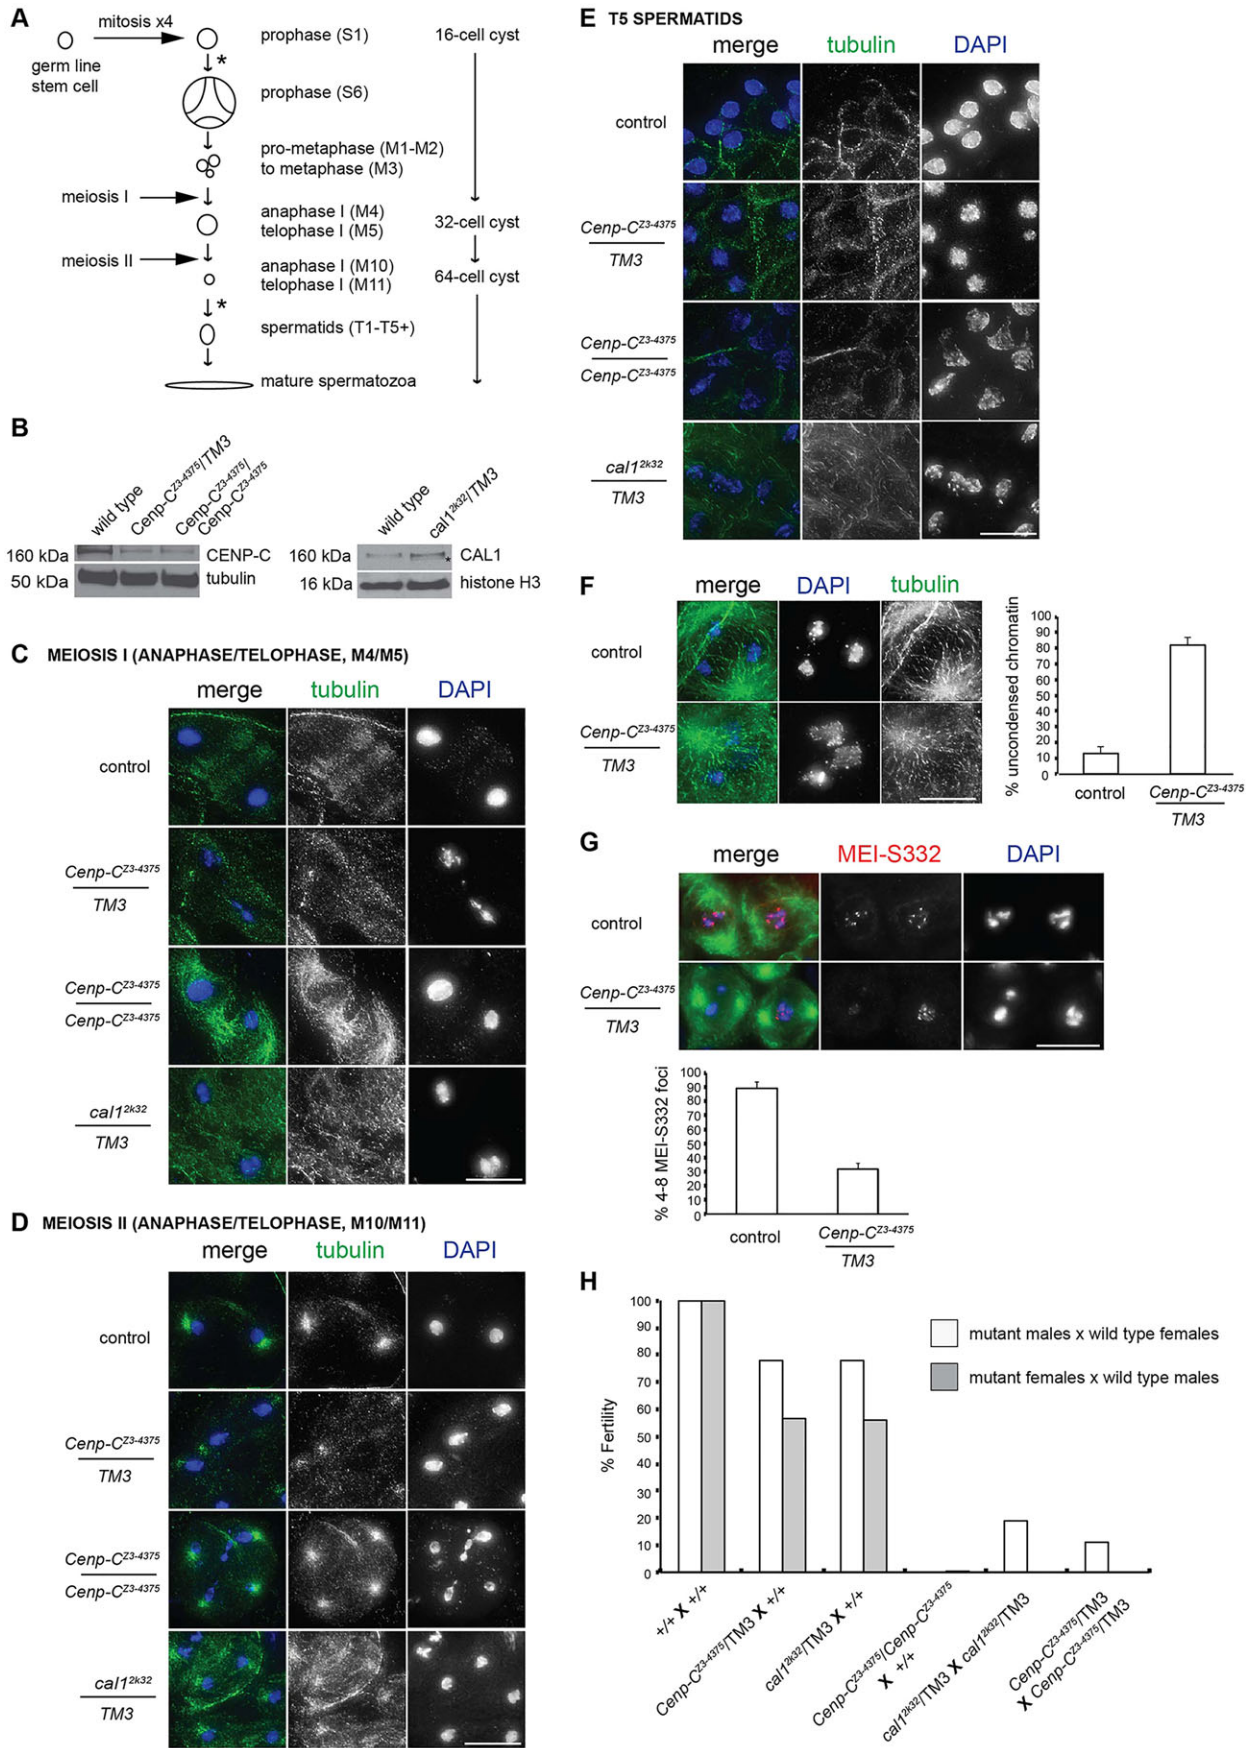 A
mitosis x4
germ line
stem cell
*
prophase (S1)
prophase (S6)
pro-metaphase (M1-M2)
to metaphase (M3)
meiosis I
anaphase I (M4)
telophase I (M5)
meiosis II
anaphase I (M10)
telophase I (M11)
*
spermatids (T1-T5+)
mature spermatozoa
16-cell cyst
32-cell cyst
64-cell cyst
B
wild type
Cenp-C^Z3-4375/TM3
Cenp-C^Z3-4375/
Cenp-C^Z3-4375
160 kDa
CENP-C
50 kDa
tubulin
wild type
cal1^2k32/TM3
160 kDa
CAL1
*
16 kDa
histone H3
C MEIOSIS I (ANAPHASE/TELOPHASE, M4/M5)
merge tubulin DAPI
control
Cenp-C^Z3-4375
TM3
Cenp-C^Z3-4375
Cenp-C^Z3-4375
cal1^2k32
TM3
D MEIOSIS II (ANAPHASE/TELOPHASE, M10/M11)
merge tubulin DAPI
control
Cenp-C^Z3-4375
TM3
Cenp-C^Z3-4375
Cenp-C^Z3-4375
cal1^2k32
TM3
E T5 SPERMATIDS
merge tubulin DAPI
control
Cenp-C^Z3-4375
TM3
Cenp-C^Z3-4375
Cenp-C^Z3-4375
cal1^2k32
TM3
F
merge DAPI tubulin
control
Cenp-C^Z3-4375
TM3
% uncondensed chromatin
100
90
80
70
60
50
40
30
20
10
0
control
Cenp-C^Z3-4375
TM3
G
merge MEI-S332 DAPI
control
Cenp-C^Z3-4375
TM3
% 4-8 MEI-S332 foci
100
90
80
70
60
50
40
30
20
10
0
control
Cenp-C^Z3-4375
TM3
H
% Fertility
100
90
80
70
60
50
40
30
20
10
0
mutant males x wild type females
mutant females x wild type males
+/+ X +/+
Cenp-C^Z3-4375/TM3 X +/+
cal1^2k32/TM3 X +/+
Cenp-C^Z3-4375/Cenp-C^Z3-4375
X +/+
cal1^2k32/TM3 X cal1^2k32/TM3
Cenp-C^Z3-4375/TM3
X Cenp-C^Z3-4375/TM3